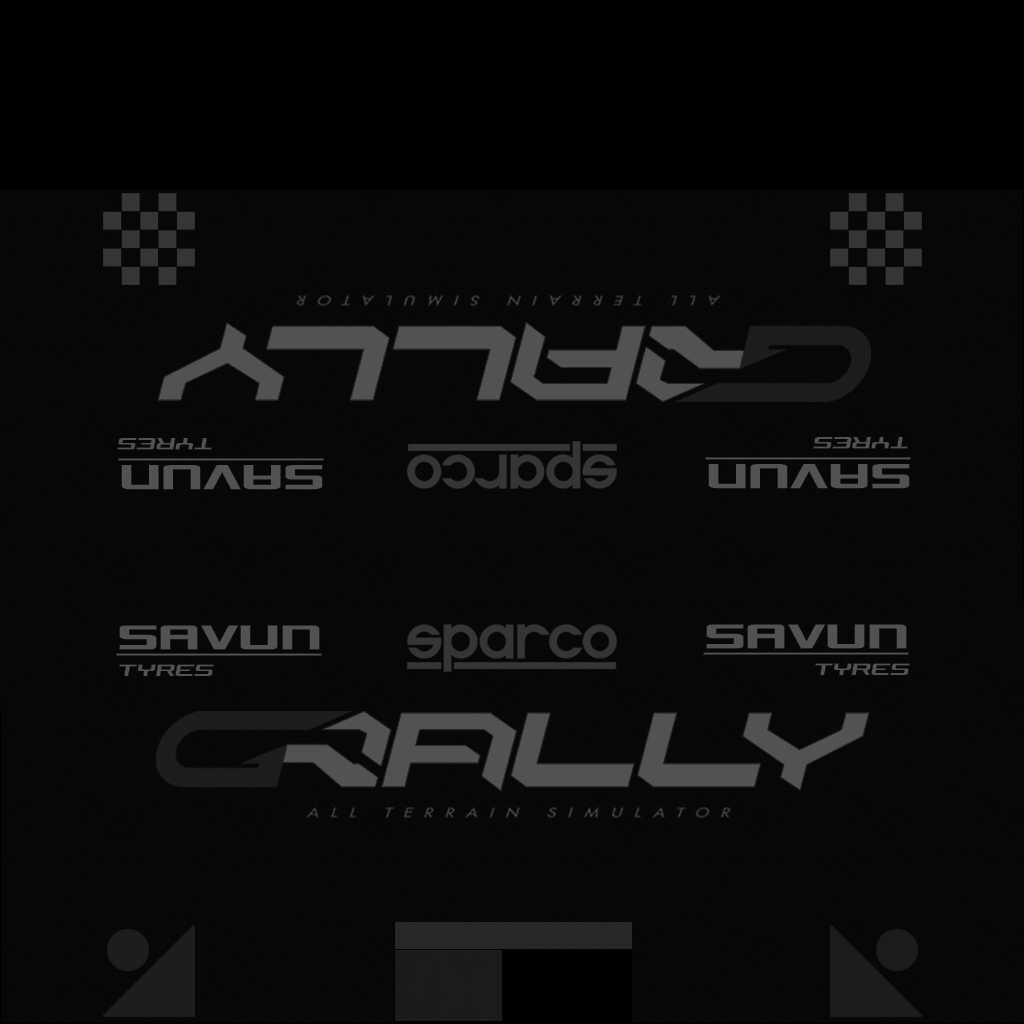 ALL TERRAIN SIMULATOR
GRALLY
TYRES
SAVUN
sparco
TYRES
SAVUN
SAVUN
TYRES
sparco
SAVUN
TYRES
GRALLY
ALL TERRAIN SIMULATOR